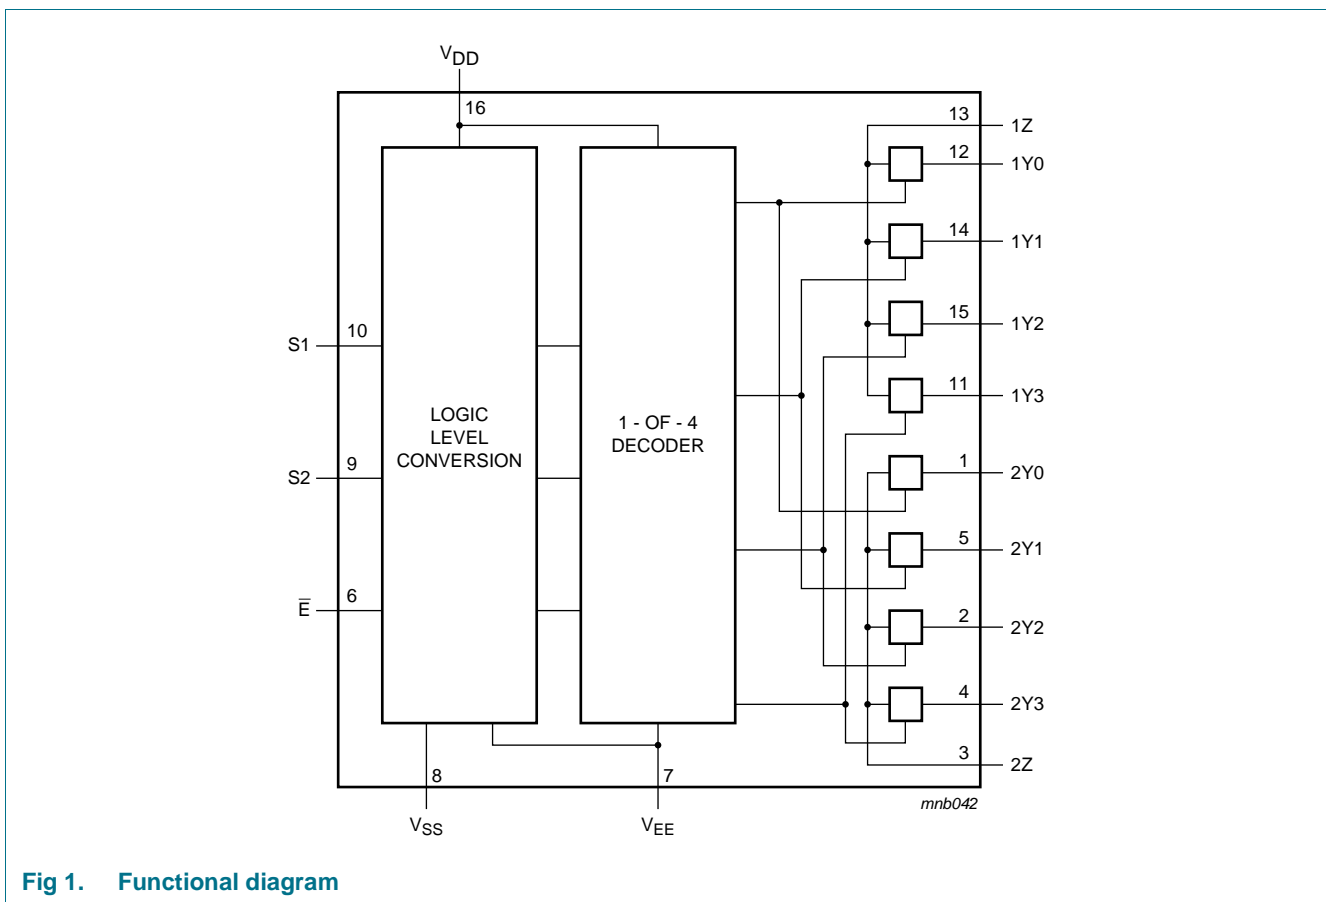 VDD
16
13
1Z
12
1Y0
14
1Y1
15
1Y2
10
S1
11
1Y3
LOGIC
LEVEL
CONVERSION
1 - OF - 4
DECODER
9
S2
1
2Y0
5
2Y1
6
E̅
2
2Y2
4
2Y3
3
2Z
8
7
mnb042
VSS
VEE
Fig 1. Functional diagram